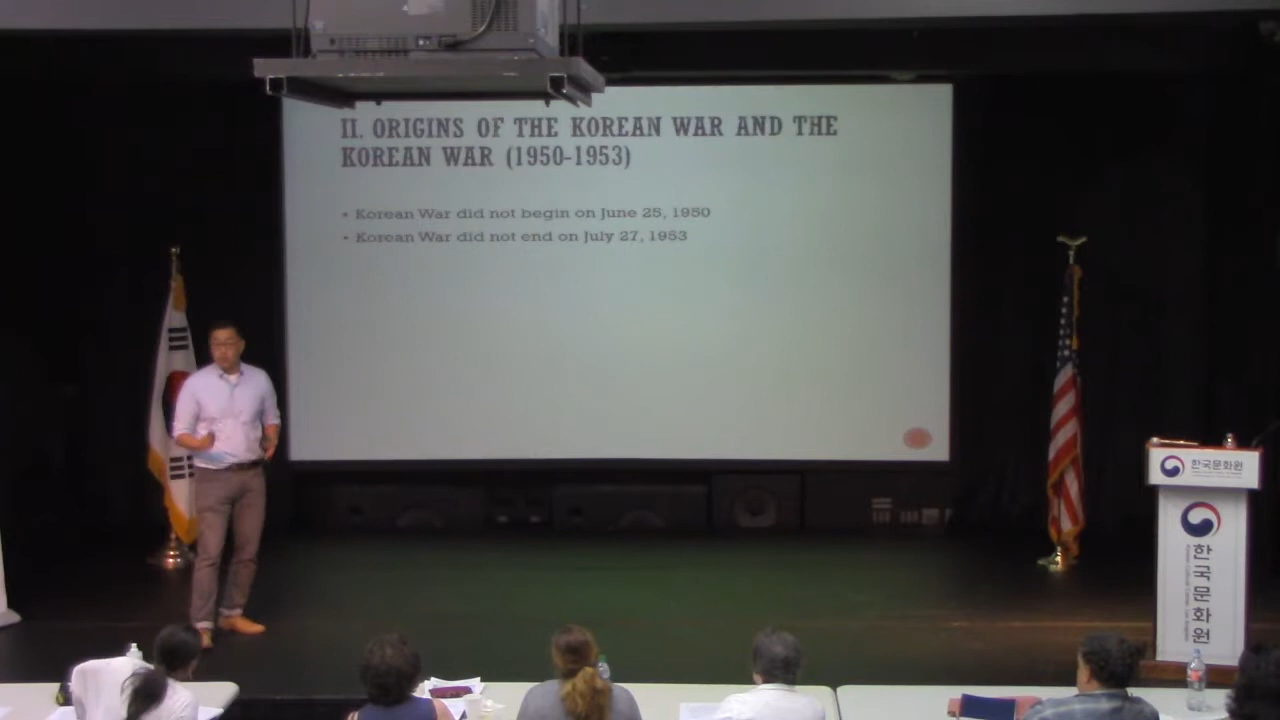 II. ORIGINS OF THE KOREAN WAR AND THE
KOREAN WAR (1950-1953)
• Korean War did not begin on June 25, 1950
• Korean War did not end on July 27, 1953
한국문화원
한국문화원